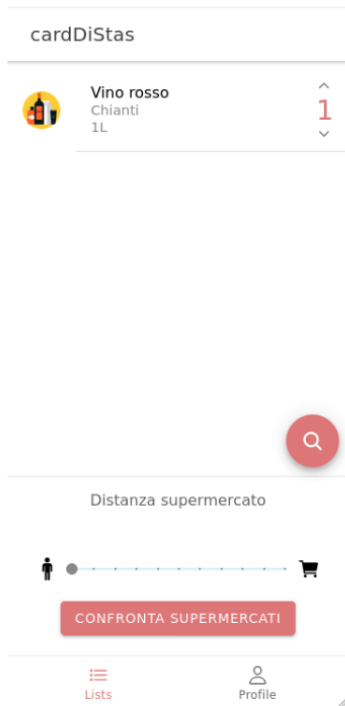 cardDiStas
Vino rosso
Chianti
1L
1
Distanza supermercato
CONFRONTA SUPERMERCATI
Lists
Profile